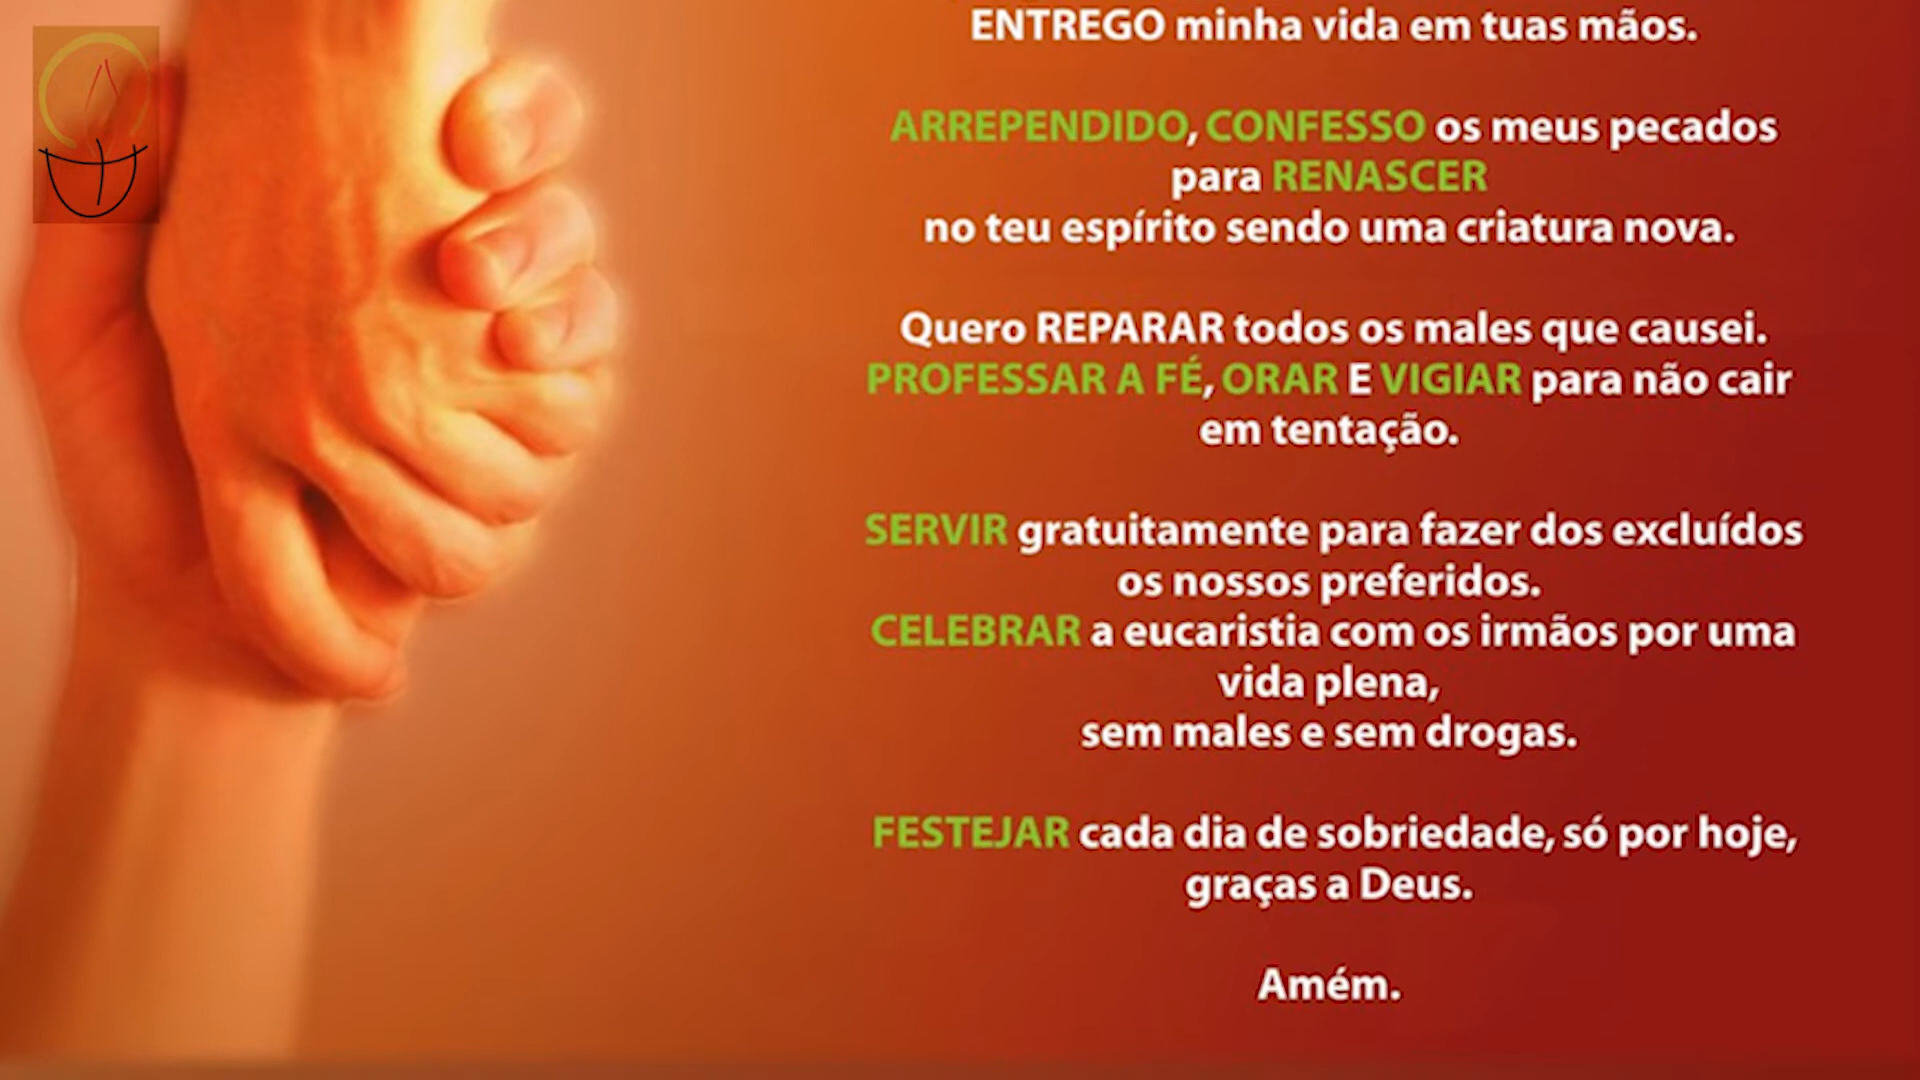 ENTREGO minha vida em tuas mãos.
ARREPENDIDO, CONFESSO os meus pecados
para RENASCER
no teu espírito sendo uma criatura nova.
Quero REPARAR todos os males que causei.
PROFESSAR A FÉ, ORAR E VIGIAR para não cair
em tentação.
SERVIR gratuitamente para fazer dos excluídos
os nossos preferidos.
CELEBRAR a eucaristia com os irmãos por uma
vida plena,
sem males e sem drogas.
FESTEJAR cada dia de sobriedade, só por hoje,
graças a Deus.
Amém.